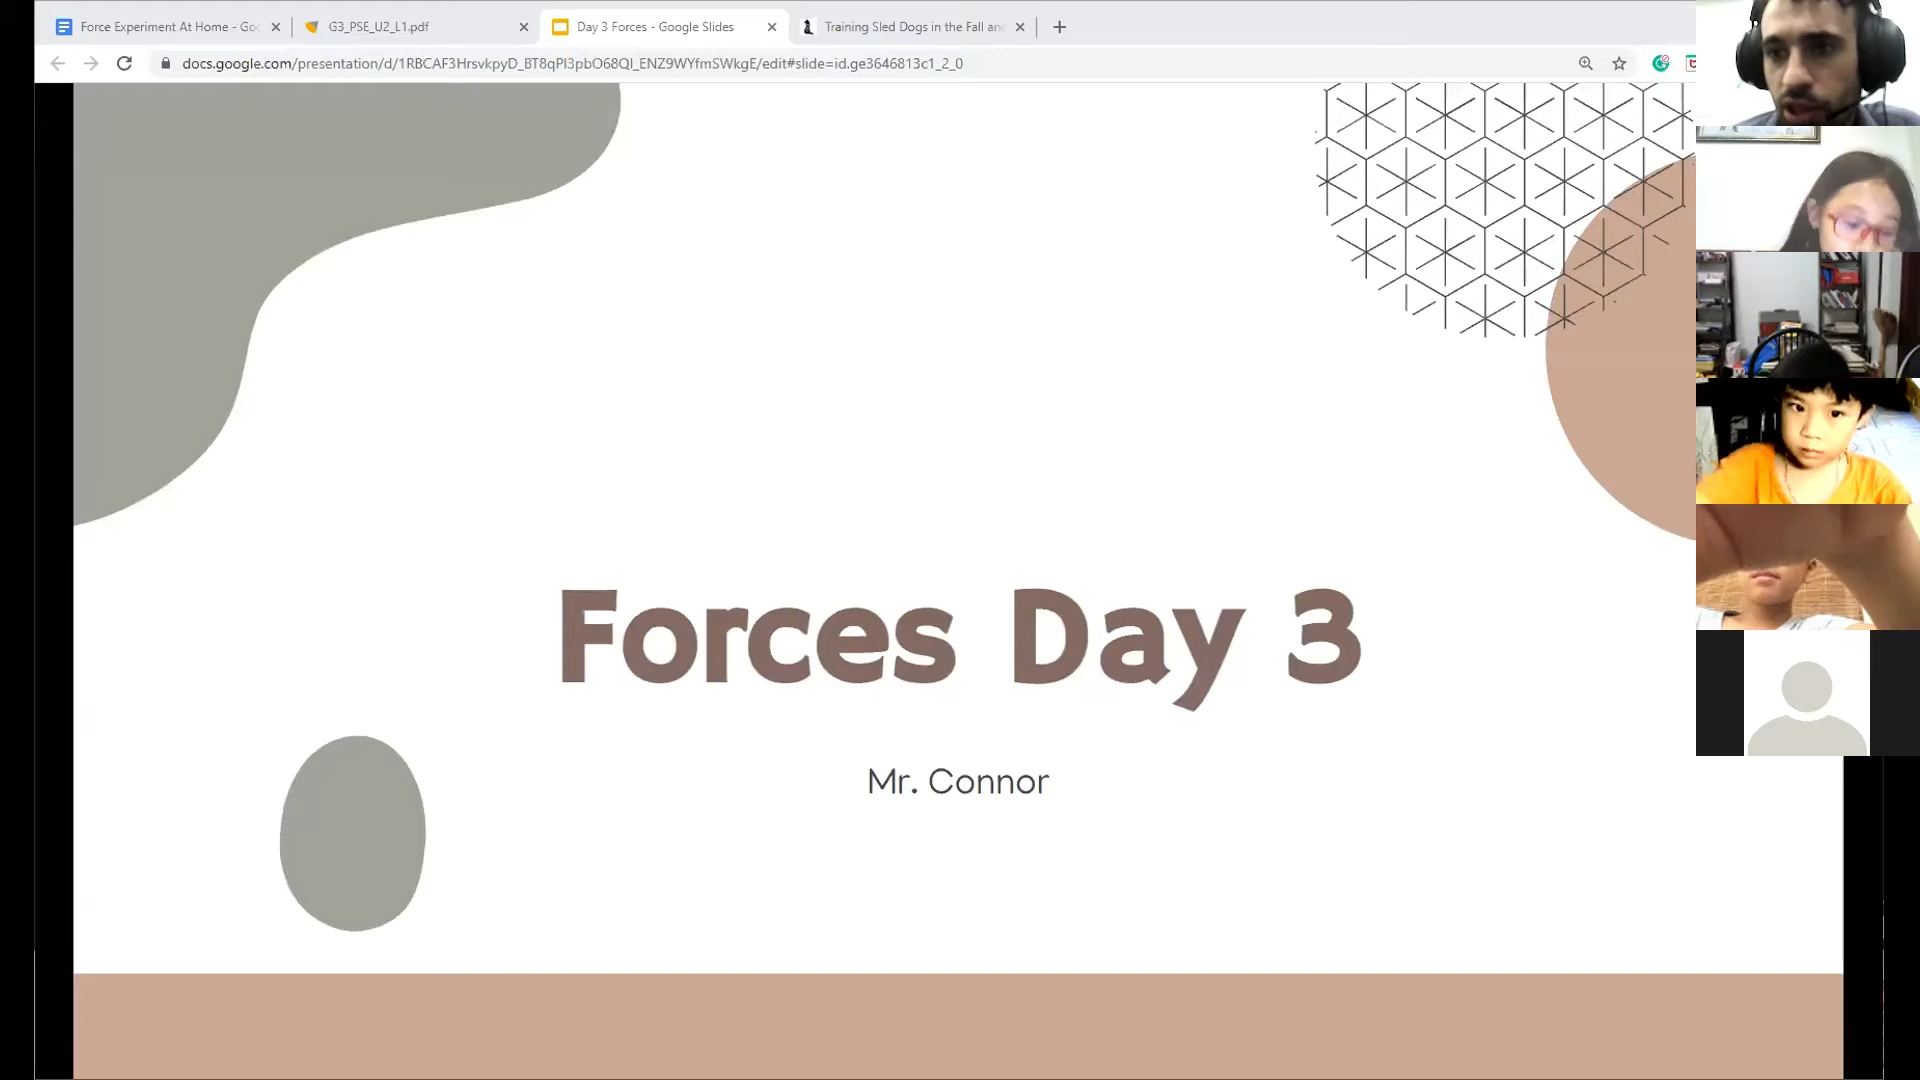 Force Experiment At Home - Goo
G3_PSE_U2_L1.pdf
Day 3 Forces - Google Slides
Training Sled Dogs in the Fall and
docs.google.com/presentation/d/1RBCAF3HrsvkpyD_BT8qPI3pbO68QI_ENZ9WYfmSWkgE/edit#slide=id.ge3646813c1_2_0
Forces Day 3
Mr. Connor